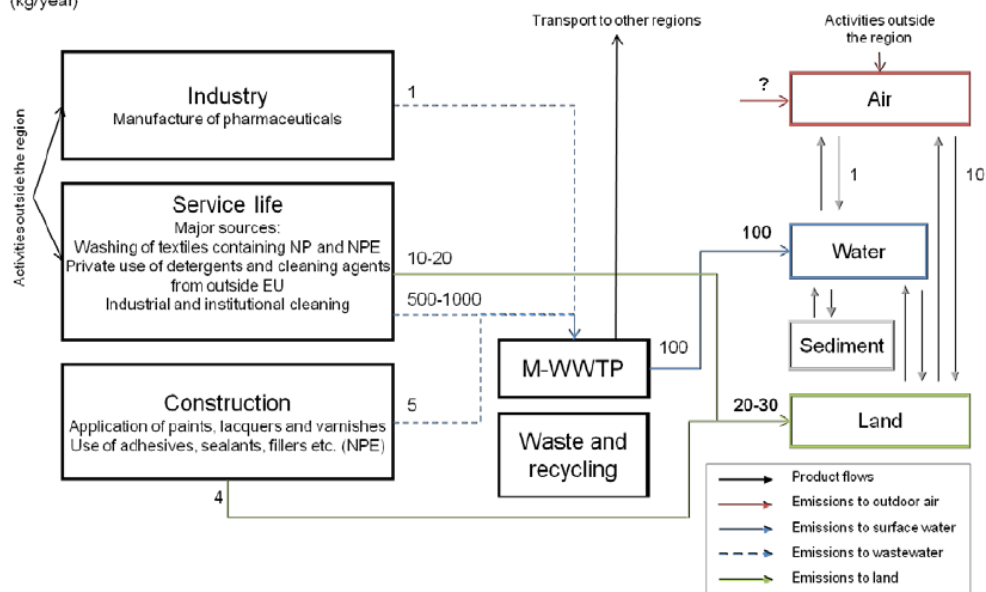 (kg/year)
Transport to other regions
Activities outside
the region
Activities outside the region
Industry
Manufacture of pharmaceuticals
1
?
Air
Service life
Major sources:
Washing of textiles containing NP and NPE
Private use of detergents and cleaning agents
from outside EU
Industrial and institutional cleaning
10-20
500-1000
1
10
100
Water
Sediment
M-WWTP
100
Construction
Application of paints, lacquers and varnishes
Use of adhesives, sealants, fillers etc. (NPE)
5
4
Waste and
recycling
20-30
Land
Product flows
Emissions to outdoor air
Emissions to surface water
Emissions to wastewater
Emissions to land